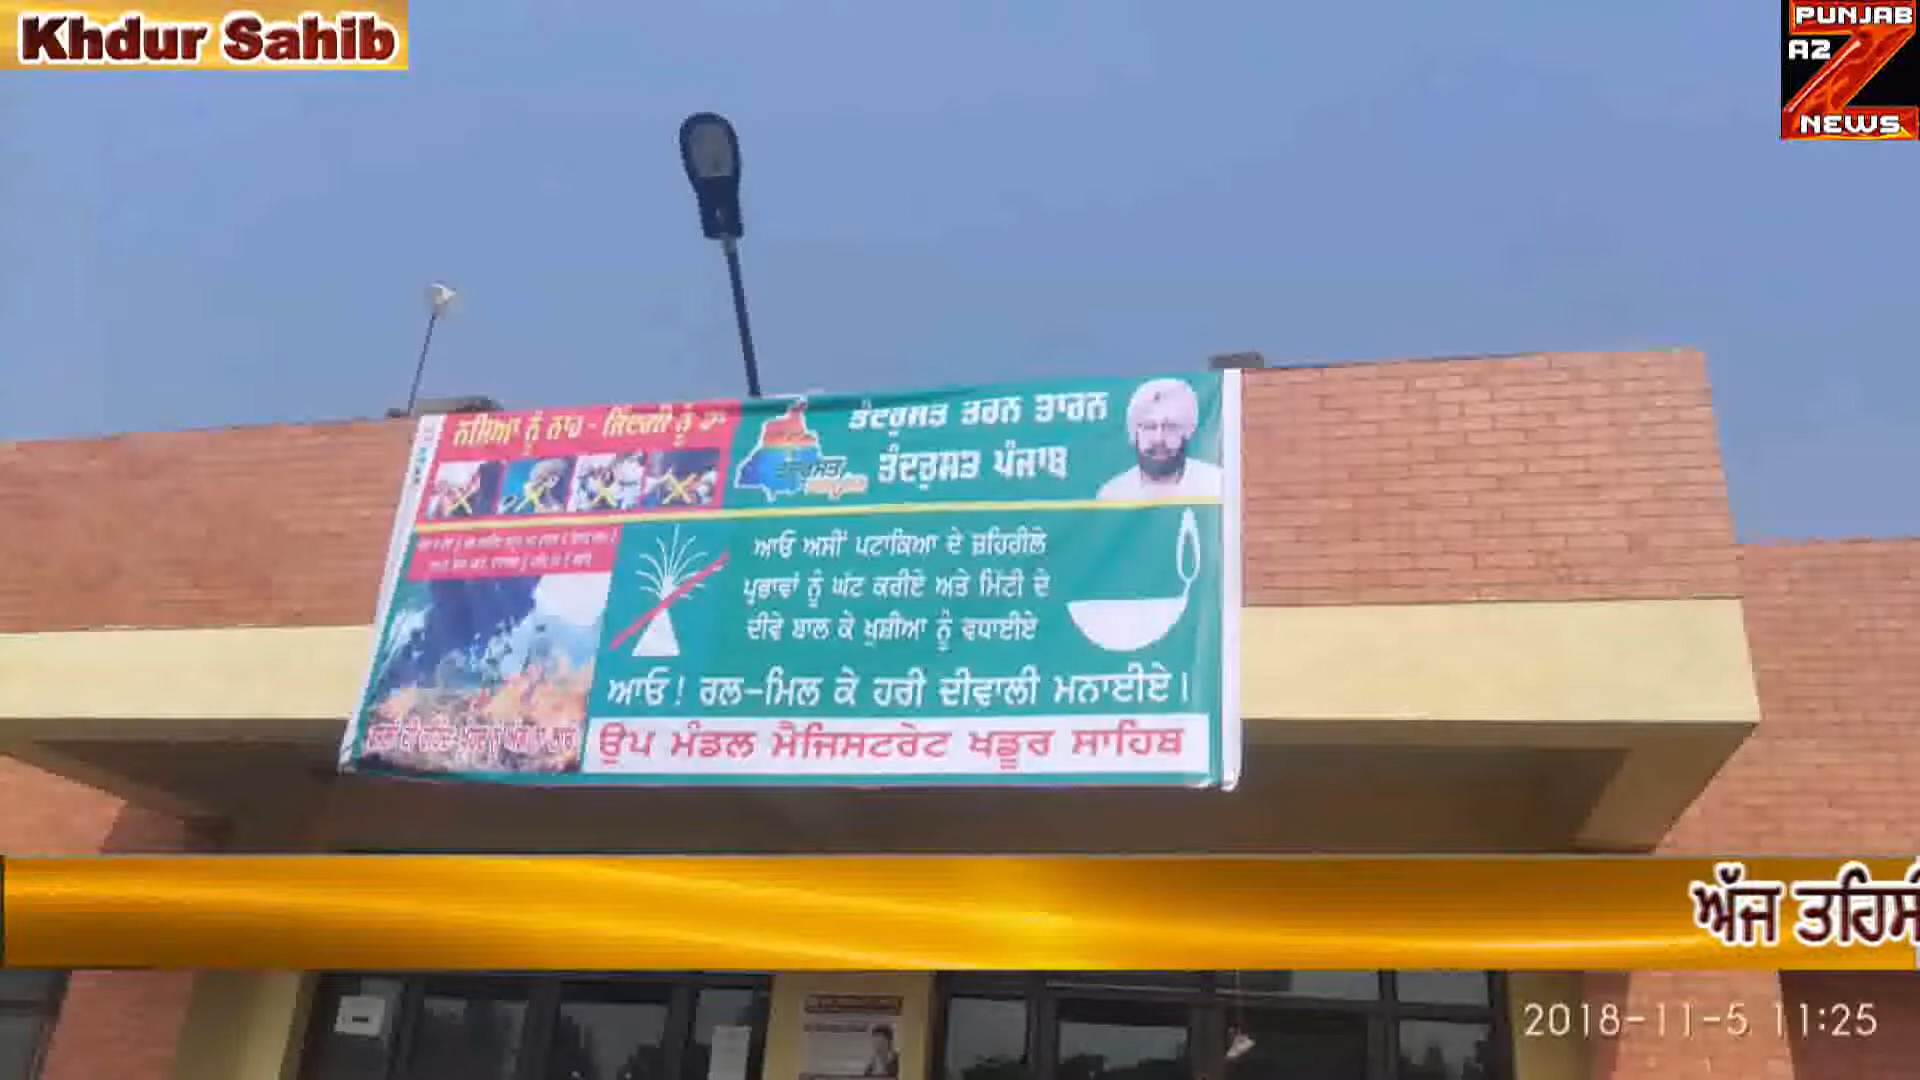 Khdur Sahib
PUNJAB
AZ
NEWS
ਨਸ਼ਿਆ ਨੂੰ ਨਾਹ - ਜ਼ਿੰਦਗੀ ਨੂੰ ਹਾਂ
ਤੰਦਰੁਸਤ ਤਰਨ ਤਾਰਨ
ਤੰਦਰੁਸਤ ਪੰਜਾਬ
ਆਓ ਅਸੀਂ ਪਟਾਕਿਆ ਦੇ ਜ਼ਹਿਰੀਲੇ
ਪ੍ਰਭਾਵਾਂ ਨੂੰ ਘੱਟ ਕਰੀਏ ਅਤੇ ਮਿੱਟੀ ਦੇ
ਦੀਵੇ ਬਾਲ ਕੇ ਖੁਸ਼ੀਆ ਨੂੰ ਵਧਾਈਏ
ਆਓ! ਰਲ-ਮਿਲ ਕੇ ਹਰੀ ਦੀਵਾਲੀ ਮਨਾਈਏ।
ਉਪ ਮੰਡਲ ਮੈਜਿਸਟਰੇਟ ਖਡੂਰ ਸਾਹਿਬ
ਅੱਜ ਤਹਿਸੀ
2018-11-5 11:25